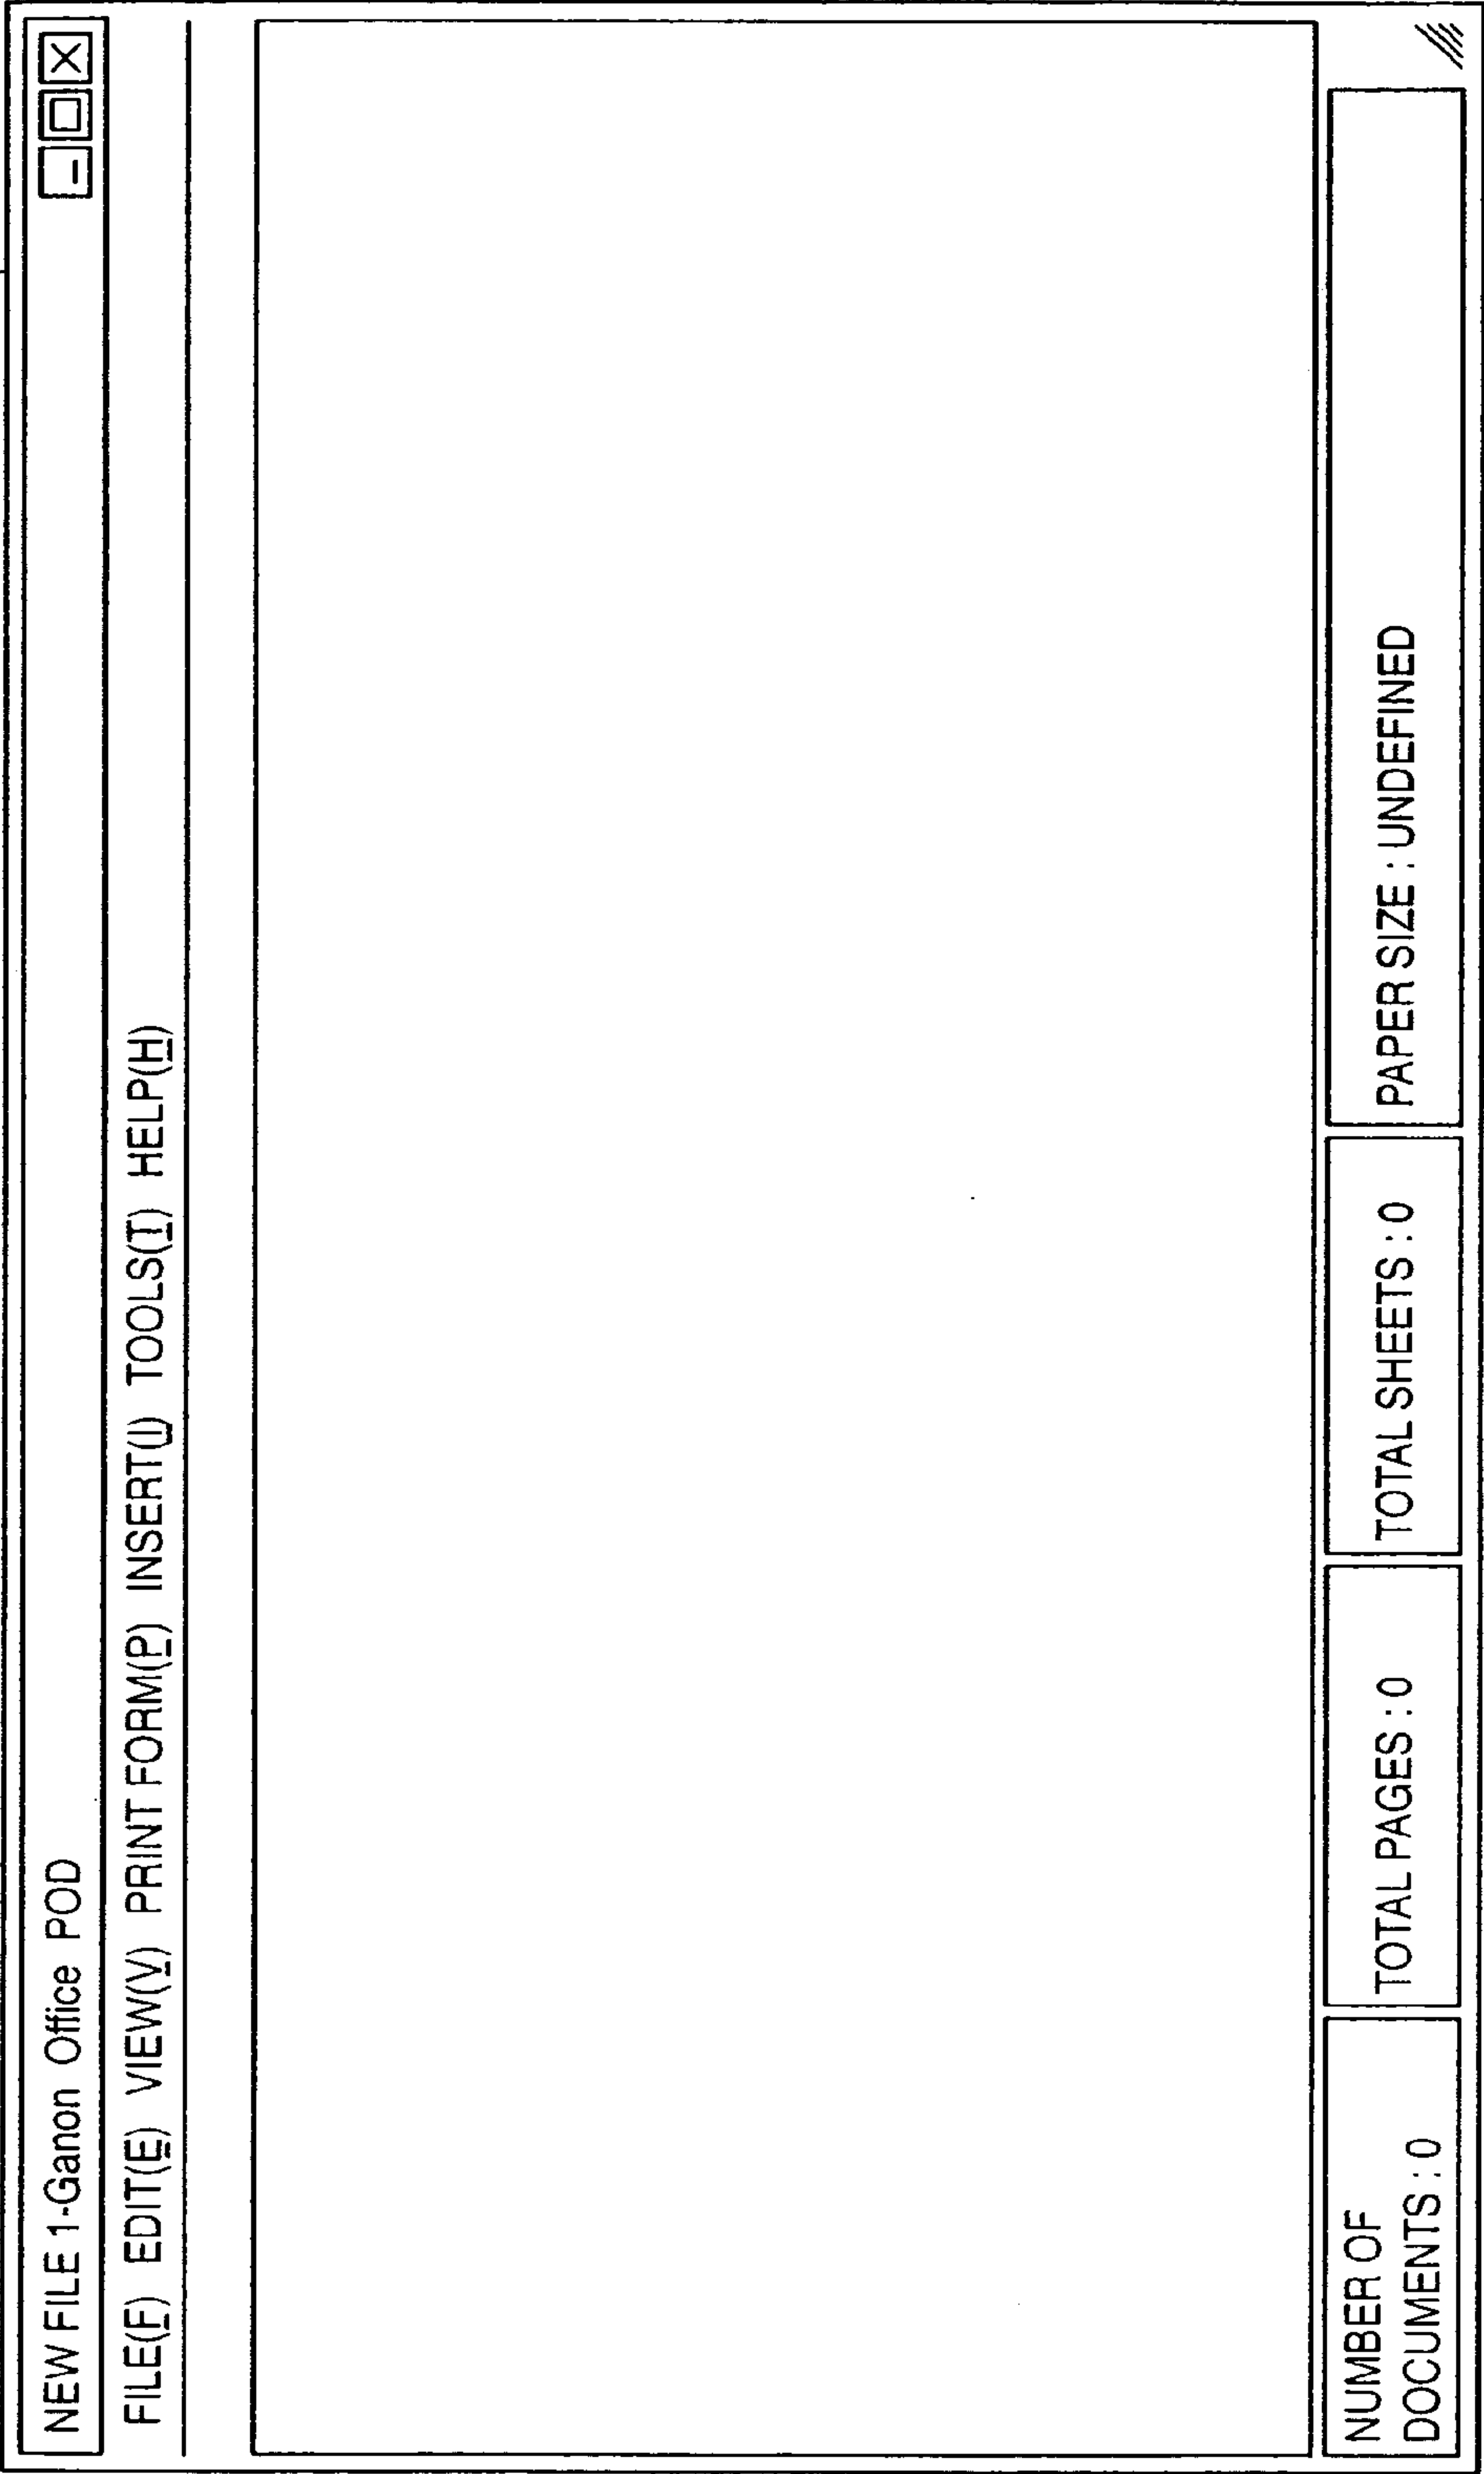 NEW FILE 1-Ganon Office POD
FILE(F) EDIT(E) VIEW(V) PRINT FORM(P) INSERT(I) TOOLS(T) HELP(H)
NUMBER OF
DOCUMENTS : 0
TOTAL PAGES : 0
TOTAL SHEETS : 0
PAPER SIZE : UNDEFINED